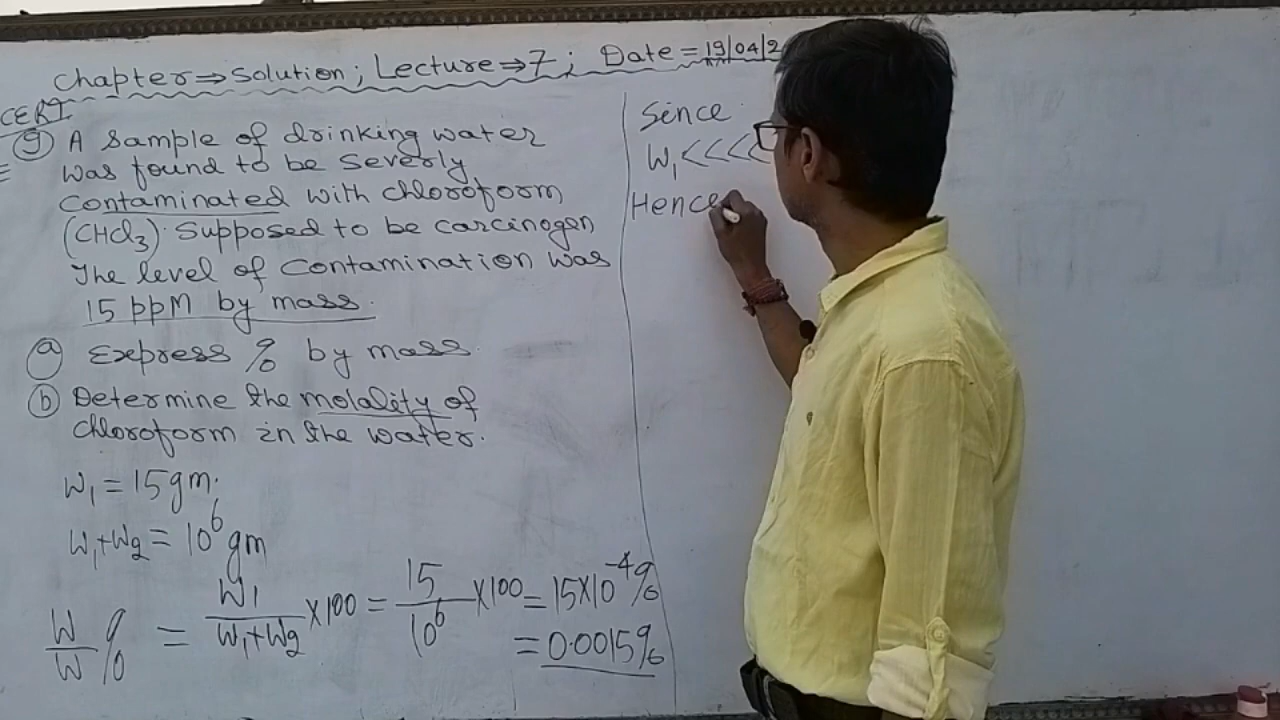 Chapter⇒Solution; Lecture⇒7; Date=19/04/2
CERT
9 A Sample of drinking water
was found to be Severly
Contaminated with chloroform
(CHCl3). Supposed to be carcinogen
The level of Contamination was
15 ppM by mass.
a Express % by mass.
b Determine the molality of
chloroform in the water.
W1 = 15gm.
W1+W2 = 10^6 gm
W/W % = W1/(W1+W2) ×100 = 15/10^6 ×100 = 15×10^-4%
= 0.0015%
Since
W1<<<<
Hence